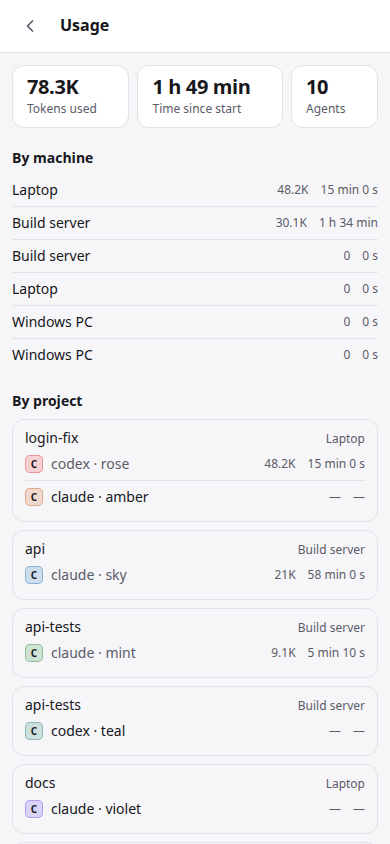 Usage
78.3K
Tokens used
1 h 49 min
Time since start
10
Agents
By machine
Laptop 48.2K 15 min 0 s
Build server 30.1K 1 h 34 min
Build server 0 0 s
Laptop 0 0 s
Windows PC 0 0 s
Windows PC 0 0 s
By project
login-fix Laptop
C codex · rose 48.2K 15 min 0 s
C claude · amber — —
api Build server
C claude · sky 21K 58 min 0 s
api-tests Build server
C claude · mint 9.1K 5 min 10 s
api-tests Build server
C codex · teal — —
docs Laptop
C claude · violet — —